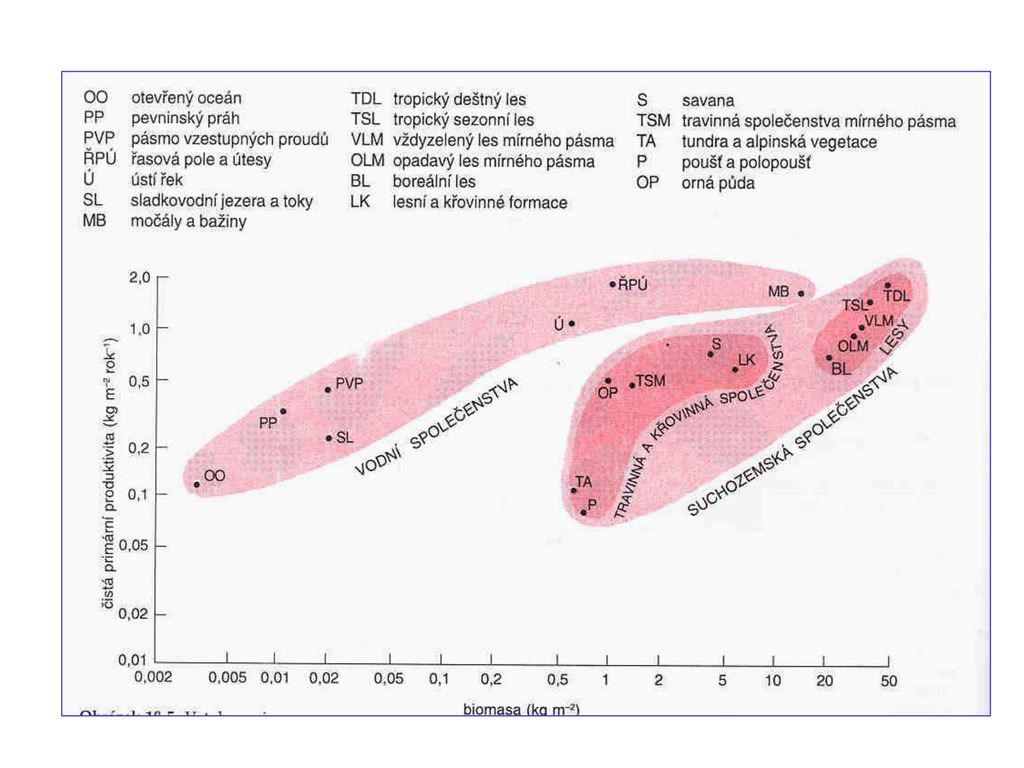 OO otevřený oceán
PP pevninský práh
PVP pásmo vzestupných proudů
ŘPÚ řasová pole a útesy
Ú ústí řek
SL sladkovodní jezera a toky
MB močály a bažiny
TDL tropický deštný les
TSL tropický sezonní les
VLM vždyzelený les mírného pásma
OLM opadavý les mírného pásma
BL boreální les
LK lesní a křovinné formace
S savana
TSM travinná společenstva mírného pásma
TA tundra a alpinská vegetace
P poušť a polopoušť
OP orná půda
čistá primární produktivita (kg m⁻² rok⁻¹)
2,0
1,0
0,5
0,2
0,1
0,05
0,02
0,01
OO
PP
PVP
SL
Ú
ŘPÚ
MB
VODNÍ SPOLEČENSTVA
OP
TSM
S
LK
TA
P
TRAVINNÁ A KŘOVINNÁ SPOLEČENSTVA
TDL
TSL
VLM
OLM
BL
LESY
SUCHOZEMSKÁ SPOLEČENSTVA
0,002 0,005 0,01 0,02 0,05 0,1 0,2 0,5 1 2 5 10 20 50
biomasa (kg m⁻²)